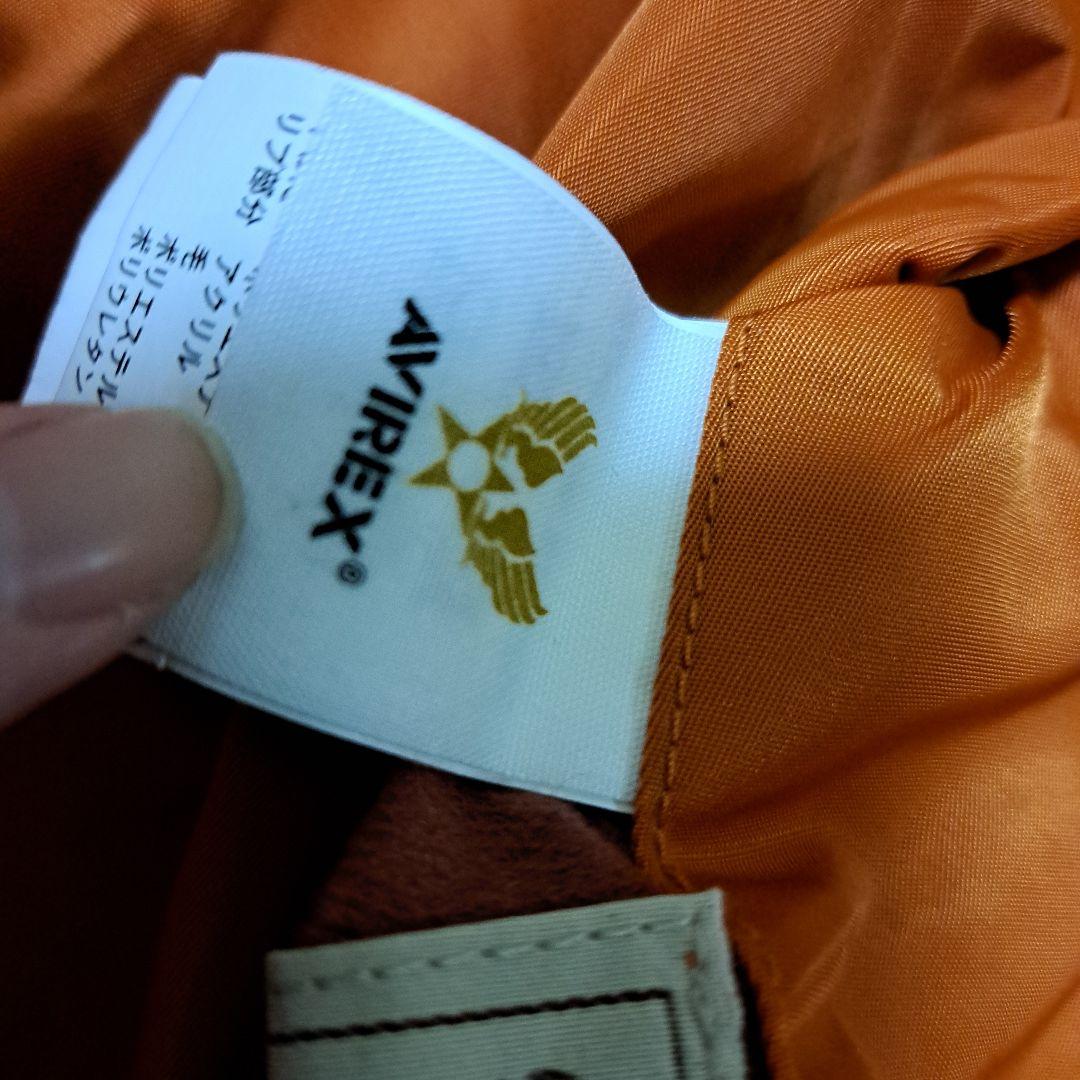 AVIREX®
リブ部分
アクリル
毛
ポリエステル
ポリウレタン